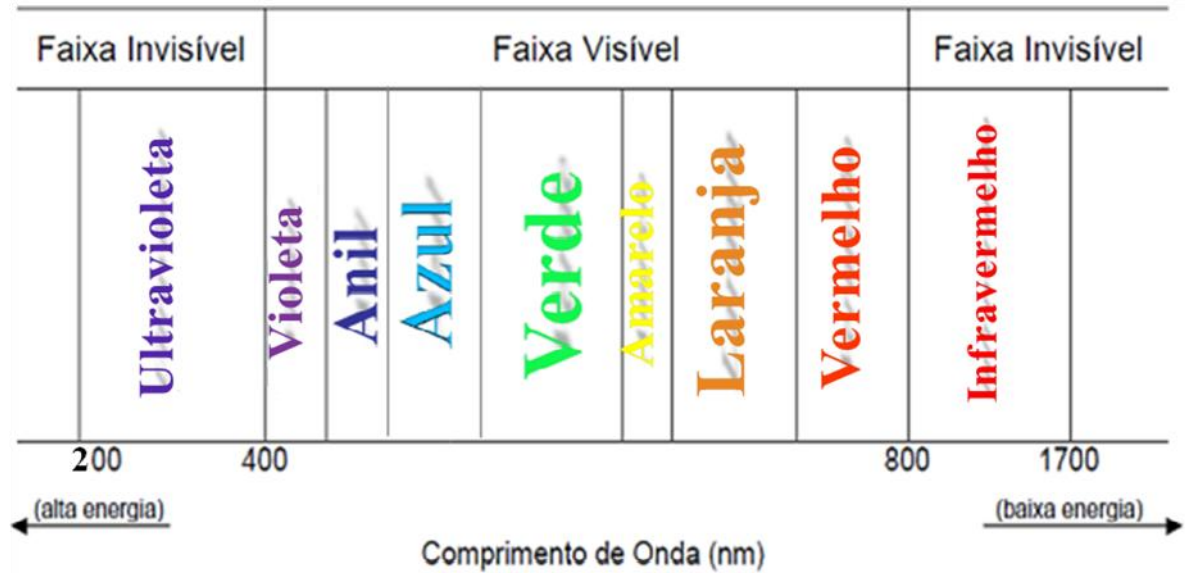 Faixa Invisível Faixa Visível Faixa Invisível
Ultravioleta
Violeta
Anil
Azul
Verde
Amarelo
Laranja
Vermelho
Infravermelho
200 400 800 1700
(alta energia) (baixa energia)
Comprimento de Onda (nm)